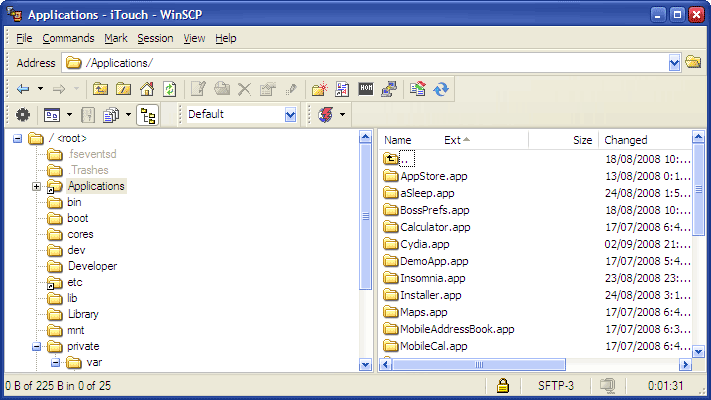 Applications - iTouch - WinSCP
File Commands Mark Session View Help
Address /Applications/
Default
/ <root>
.fseventsd
.Trashes
Applications
bin
boot
cores
dev
Developer
etc
lib
Library
mnt
private
var
Name Ext Size Changed
.. 18/08/2008 10:...
AppStore.app 13/08/2008 0:1...
aSleep.app 24/08/2008 1:5...
BossPrefs.app 18/08/2008 10:...
Calculator.app 17/07/2008 6:4...
Cydia.app 02/09/2008 21:...
DemoApp.app 17/07/2008 5:4...
Insomnia.app 23/08/2008 23:...
Installer.app 24/08/2008 3:1...
Maps.app 17/07/2008 6:4...
MobileAddressBook.app 17/07/2008 6:3...
MobileCal.app 17/07/2008 6:4...
0 B of 225 B in 0 of 25 SFTP-3 0:01:31